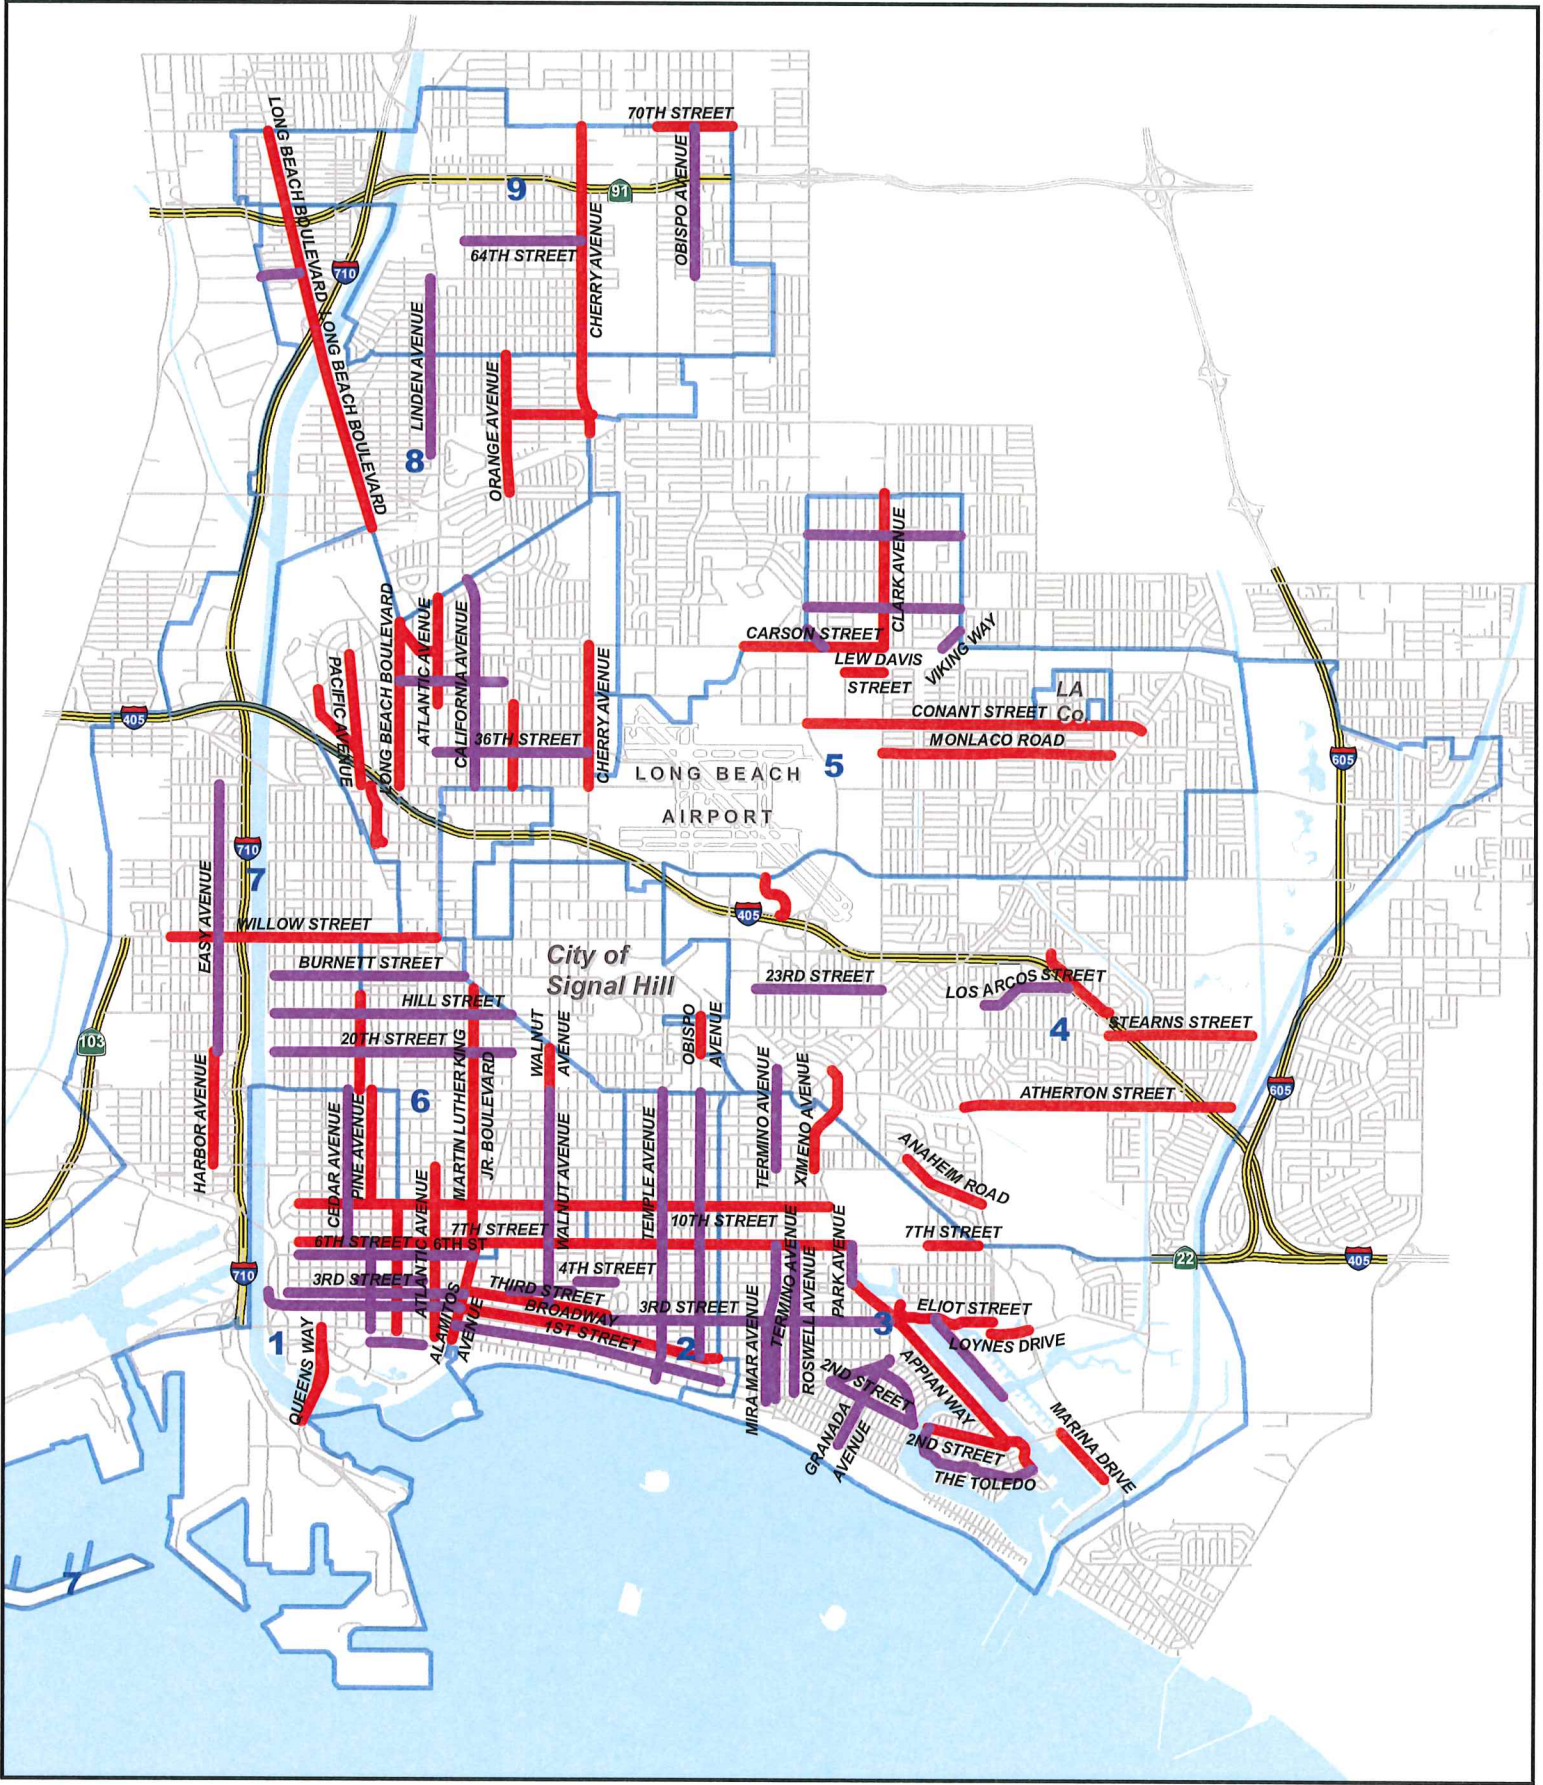 70TH STREET
LONG BEACH BOULEVARD
OBISPO AVENUE
9
91
CHERRY AVENUE
64TH STREET
710
LONG BEACH BOULEVARD
LINDEN AVENUE
ORANGE AVENUE
8
CLARK AVENUE
LONG BEACH BOULEVARD
ATLANTIC AVENUE
CALIFORNIA AVENUE
CARSON STREET
VIKING WAY
PACIFIC AVENUE
CHERRY AVENUE
LEW DAVIS
STREET
LA
Co.
405
CONANT STREET
36TH STREET
MONLACO ROAD
605
LONG BEACH
AIRPORT
5
710
7
EASY AVENUE
WILLOW STREET
405
City of
Signal Hill
BURNETT STREET
23RD STREET
LOS ARCOS STREET
HILL STREET
WALNUT
AVENUE
OBISPO
AVENUE
STEARNS STREET
4
103
20TH STREET
MARTIN LUTHER KING
JR. BOULEVARD
HARBOR AVENUE
6
TERMINO AVENUE
XIMENO AVENUE
ATHERTON STREET
605
CEDAR AVENUE
PINE AVENUE
WALNUT AVENUE
TEMPLE AVENUE
ANAHEIM ROAD
ATLANTIC AVENUE
10TH STREET
7TH STREET
7TH STREET
6TH STREET
6TH ST
22
405
710
4TH STREET
3RD STREET
THIRD STREET
BROADWAY
3RD STREET
1ST STREET
ALAMITOS
AVENUE
MIRA MAR AVENUE
TERMINO AVENUE
ROSWELL AVENUE
PARK AVENUE
ELIOT STREET
3
LOYNES DRIVE
1
2
QUEENS WAY
2ND STREET
APPIAN WAY
GRANADA
AVENUE
2ND STREET
THE TOLEDO
MARINA DRIVE
7